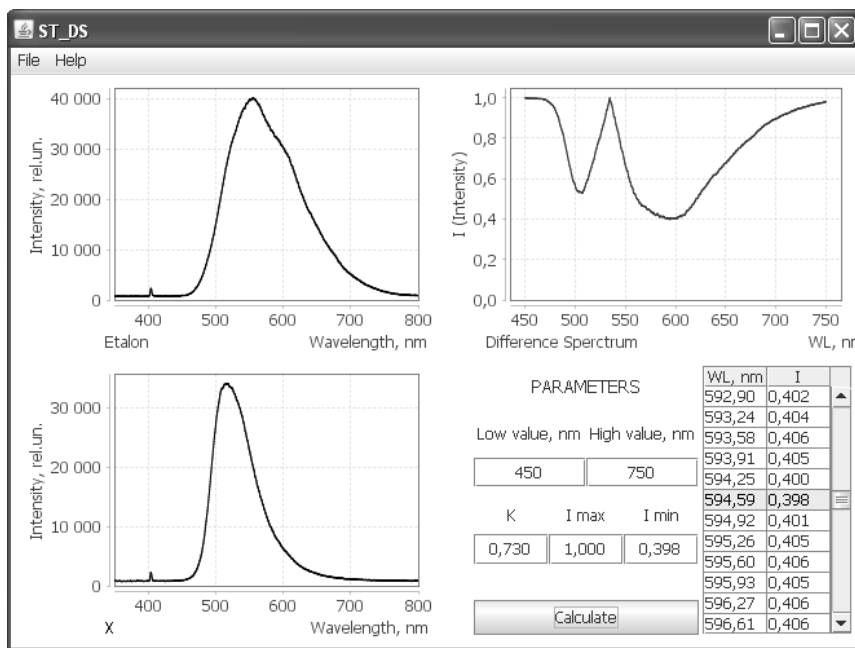 ST_DS
File Help
40 000
30 000
20 000
10 000
0
Intensity, rel.un.
400 500 600 700 800
Etalon Wavelength, nm
1,0
0,8
0,6
0,4
0,2
0,0
I (Intensity)
450 500 550 600 650 700 750
Difference Sperctrum WL, nm
30 000
20 000
10 000
0
Intensity, rel.un.
400 500 600 700 800
X Wavelength, nm
PARAMETERS
Low value, nm High value, nm
450 750
K I max I min
0,730 1,000 0,398
Calculate
WL, nm I
592,90 0,402
593,24 0,404
593,58 0,406
593,91 0,405
594,25 0,400
594,59 0,398
594,92 0,401
595,26 0,405
595,60 0,406
595,93 0,405
596,27 0,406
596,61 0,406